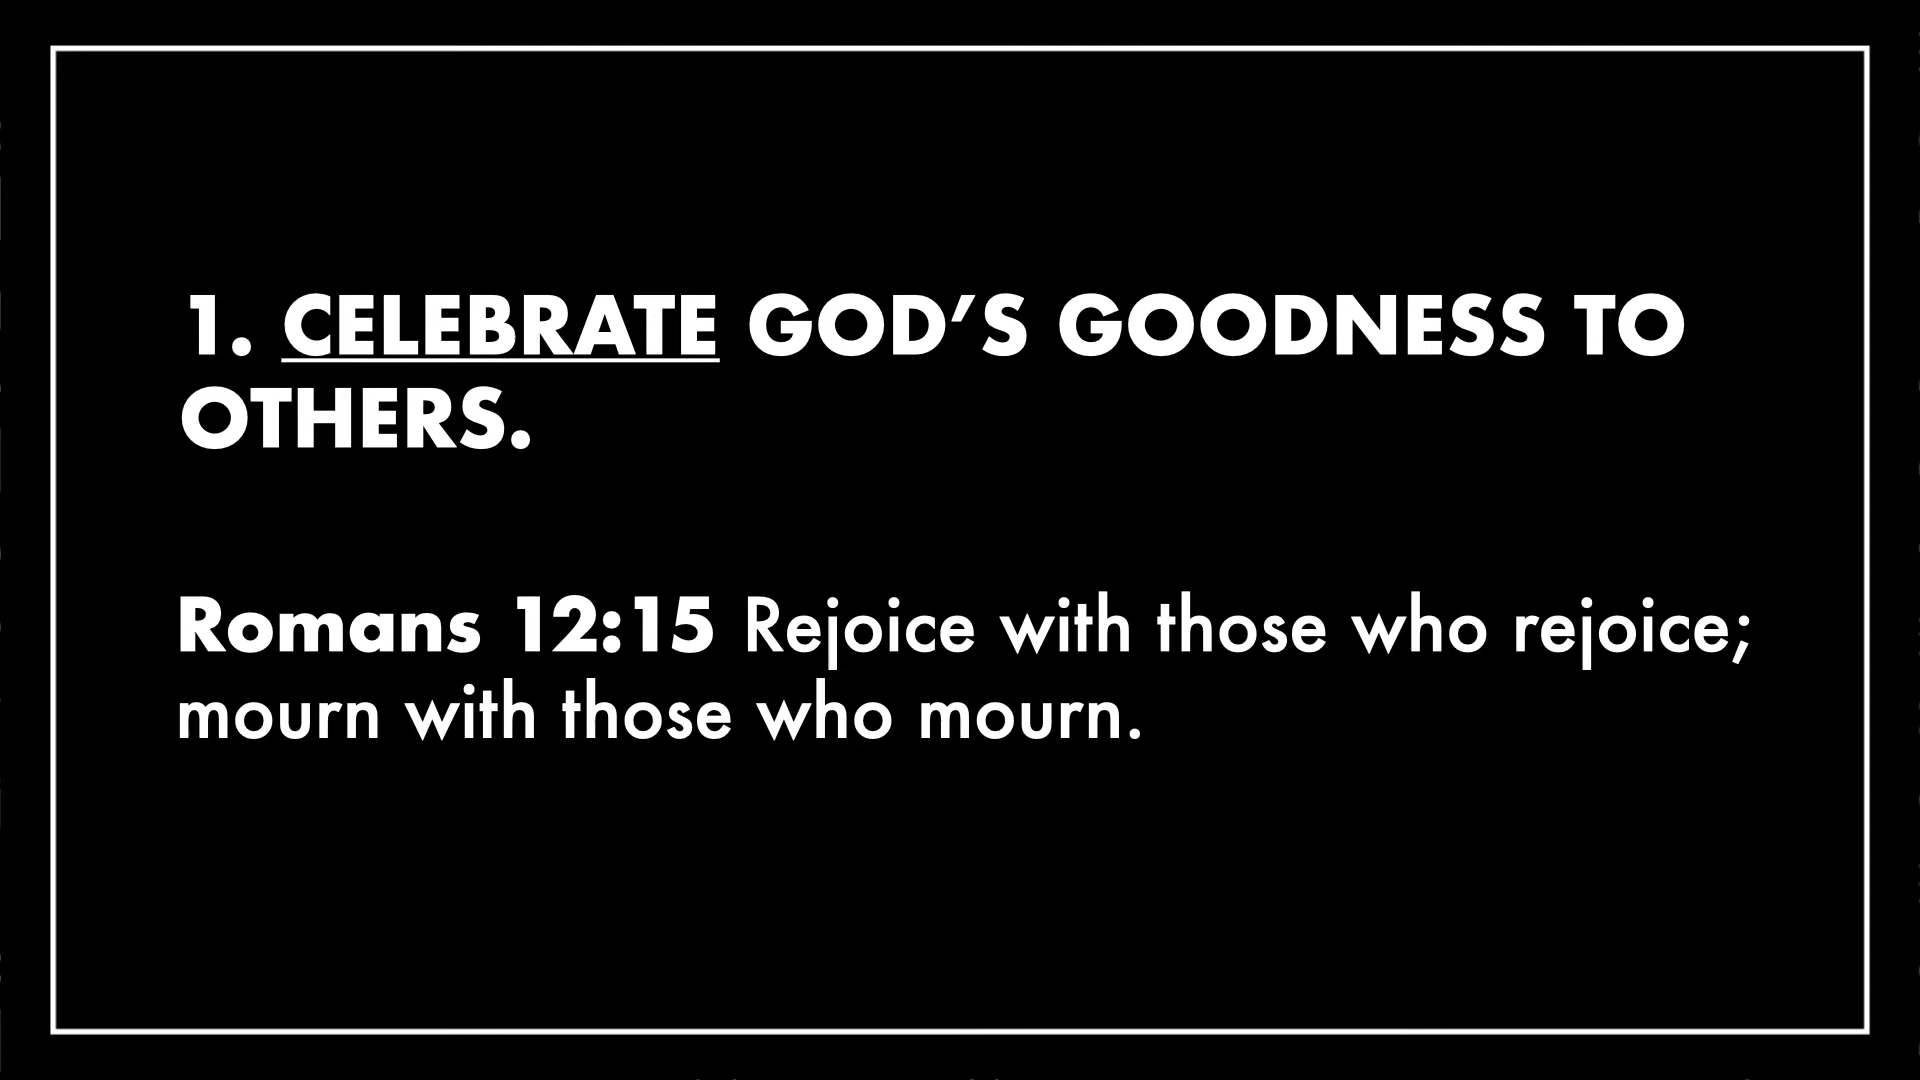 1. CELEBRATE GOD’S GOODNESS TO
OTHERS.
Romans 12:15 Rejoice with those who rejoice;
mourn with those who mourn.